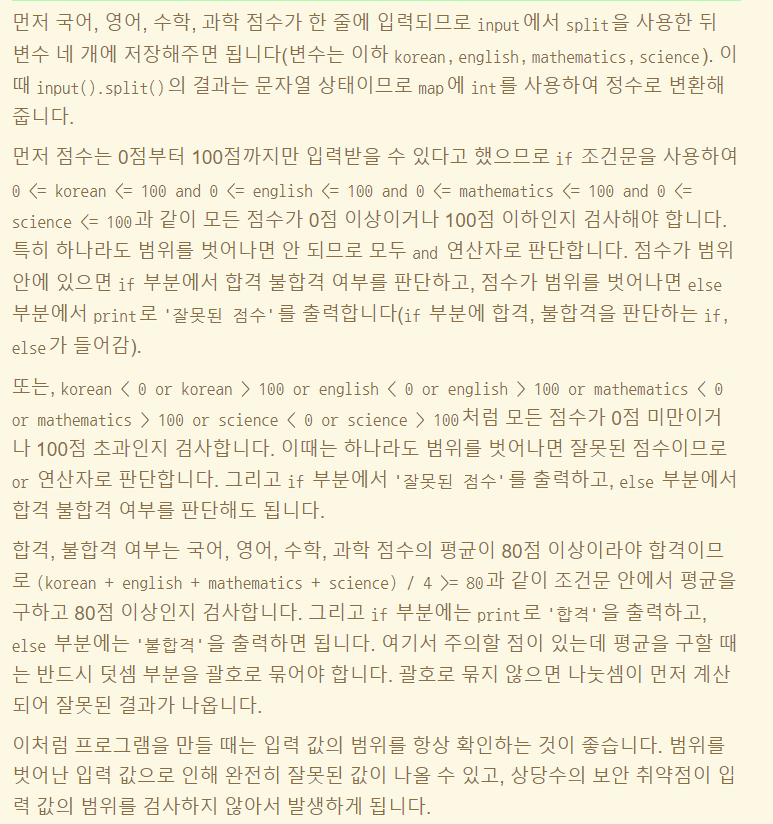 먼저 국어, 영어, 수학, 과학 점수가 한 줄에 입력되므로 input에서 split을 사용한 뒤
변수 네 개에 저장해주면 됩니다(변수는 이하 korean, english, mathematics, science). 이
때 input().split()의 결과는 문자열 상태이므로 map에 int를 사용하여 정수로 변환해
줍니다.
먼저 점수는 0점부터 100점까지만 입력받을 수 있다고 했으므로 if 조건문을 사용하여
0 <= korean <= 100 and 0 <= english <= 100 and 0 <= mathematics <= 100 and 0 <=
science <= 100과 같이 모든 점수가 0점 이상이거나 100점 이하인지 검사해야 합니다.
특히 하나라도 범위를 벗어나면 안 되므로 모두 and 연산자로 판단합니다. 점수가 범위
안에 있으면 if 부분에서 합격 불합격 여부를 판단하고, 점수가 범위를 벗어나면 else
부분에서 print로 '잘못된 점수'를 출력합니다(if 부분에 합격, 불합격을 판단하는 if,
else가 들어감).
또는, korean < 0 or korean > 100 or english < 0 or english > 100 or mathematics < 0
or mathematics > 100 or science < 0 or science > 100처럼 모든 점수가 0점 미만이거
나 100점 초과인지 검사합니다. 이때는 하나라도 범위를 벗어나면 잘못된 점수이므로
or 연산자로 판단합니다. 그리고 if 부분에서 '잘못된 점수'를 출력하고, else 부분에서
합격 불합격 여부를 판단해도 됩니다.
합격, 불합격 여부는 국어, 영어, 수학, 과학 점수의 평균이 80점 이상이라야 합격이므
로 (korean + english + mathematics + science) / 4 >= 80과 같이 조건문 안에서 평균을
구하고 80점 이상인지 검사합니다. 그리고 if 부분에는 print로 '합격'을 출력하고,
else 부분에는 '불합격'을 출력하면 됩니다. 여기서 주의할 점이 있는데 평균을 구할 때
는 반드시 덧셈 부분을 괄호로 묶어야 합니다. 괄호로 묶지 않으면 나눗셈이 먼저 계산
되어 잘못된 결과가 나옵니다.
이처럼 프로그램을 만들 때는 입력 값의 범위를 항상 확인하는 것이 좋습니다. 범위를
벗어난 입력 값으로 인해 완전히 잘못된 값이 나올 수 있고, 상당수의 보안 취약점이 입
력 값의 범위를 검사하지 않아서 발생하게 됩니다.